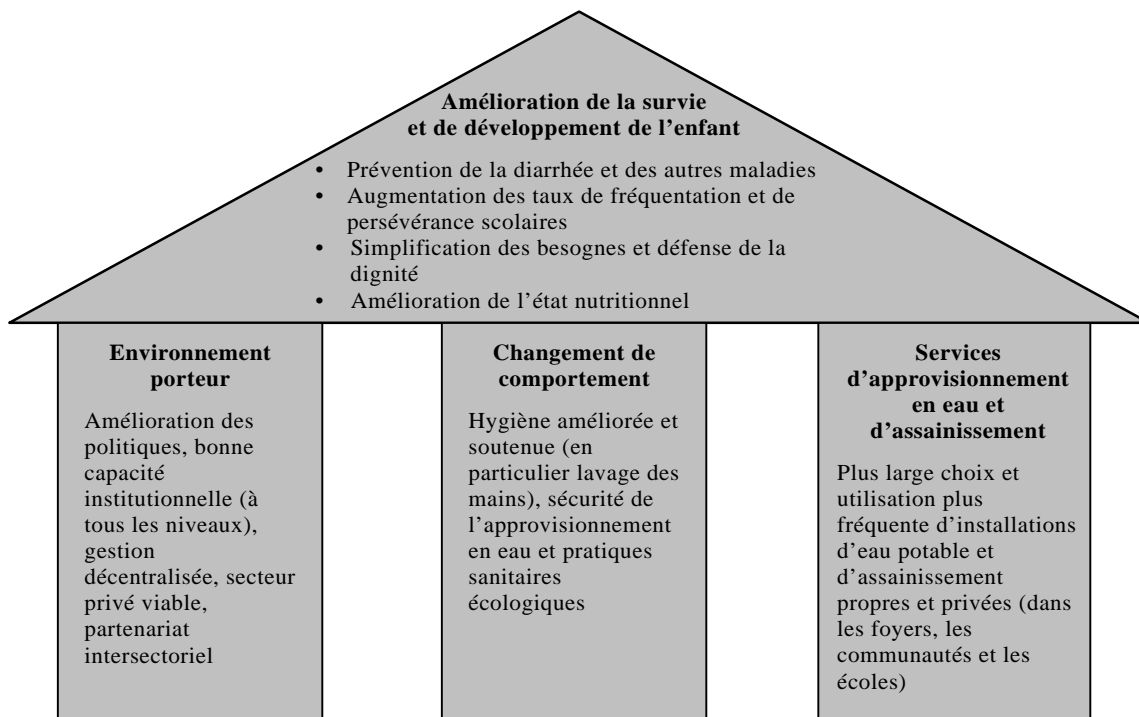 Amélioration de la survie
et de développement de l’enfant
• Prévention de la diarrhée et des autres maladies
• Augmentation des taux de fréquentation et de
persévérance scolaires
• Simplification des besognes et défense de la
dignité
• Amélioration de l’état nutritionnel
Environnement
porteur
Amélioration des
politiques, bonne
capacité
institutionnelle (à
tous les niveaux),
gestion
décentralisée, secteur
privé viable,
partenariat
intersectoriel
Changement de
comportement
Hygiène améliorée et
soutenue (en
particulier lavage des
mains), sécurité de
l’approvisionnement
en eau et pratiques
sanitaires
écologiques
Services
d’approvisionnement
en eau et
d’assainissement
Plus large choix et
utilisation plus
fréquente d’installations
d’eau potable et
d’assainissement
propres et privées (dans
les foyers, les
communautés et les
écoles)